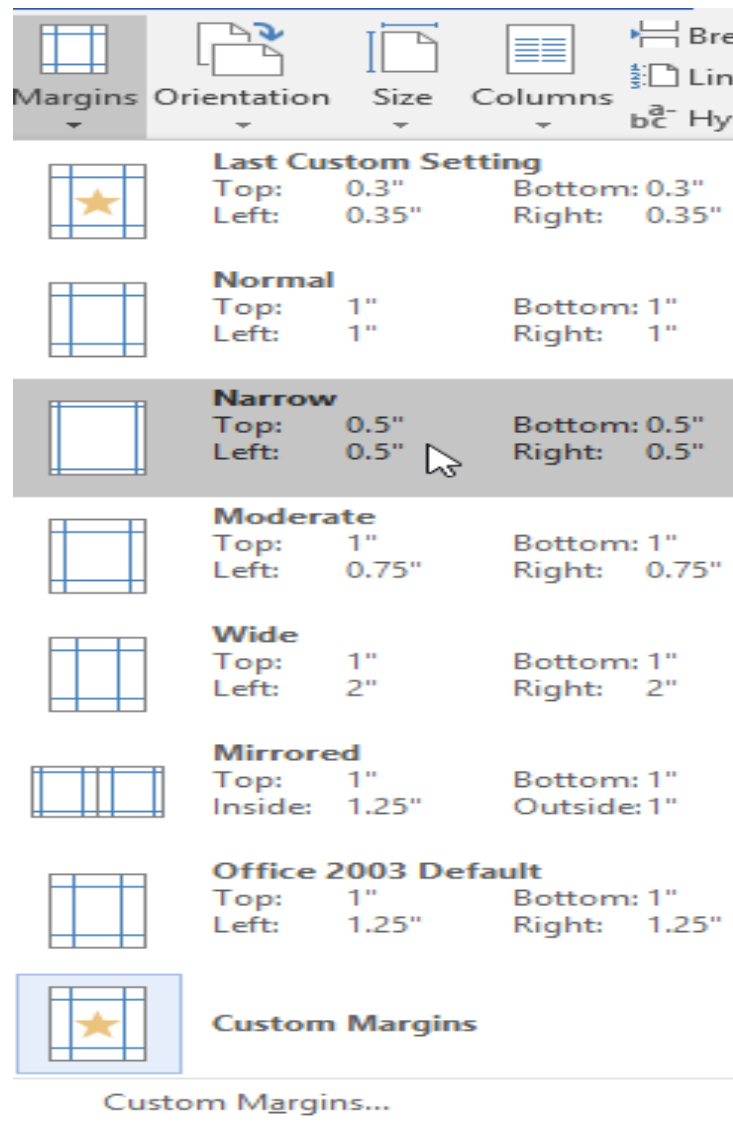 Margins Orientation Size Columns
Bre
Lin
Hy
Last Custom Setting
Top: 0.3" Bottom: 0.3"
Left: 0.35" Right: 0.35"
Normal
Top: 1" Bottom: 1"
Left: 1" Right: 1"
Narrow
Top: 0.5" Bottom: 0.5"
Left: 0.5" Right: 0.5"
Moderate
Top: 1" Bottom: 1"
Left: 0.75" Right: 0.75"
Wide
Top: 1" Bottom: 1"
Left: 2" Right: 2"
Mirrored
Top: 1" Bottom: 1"
Inside: 1.25" Outside: 1"
Office 2003 Default
Top: 1" Bottom: 1"
Left: 1.25" Right: 1.25"
Custom Margins
Custom Margins...